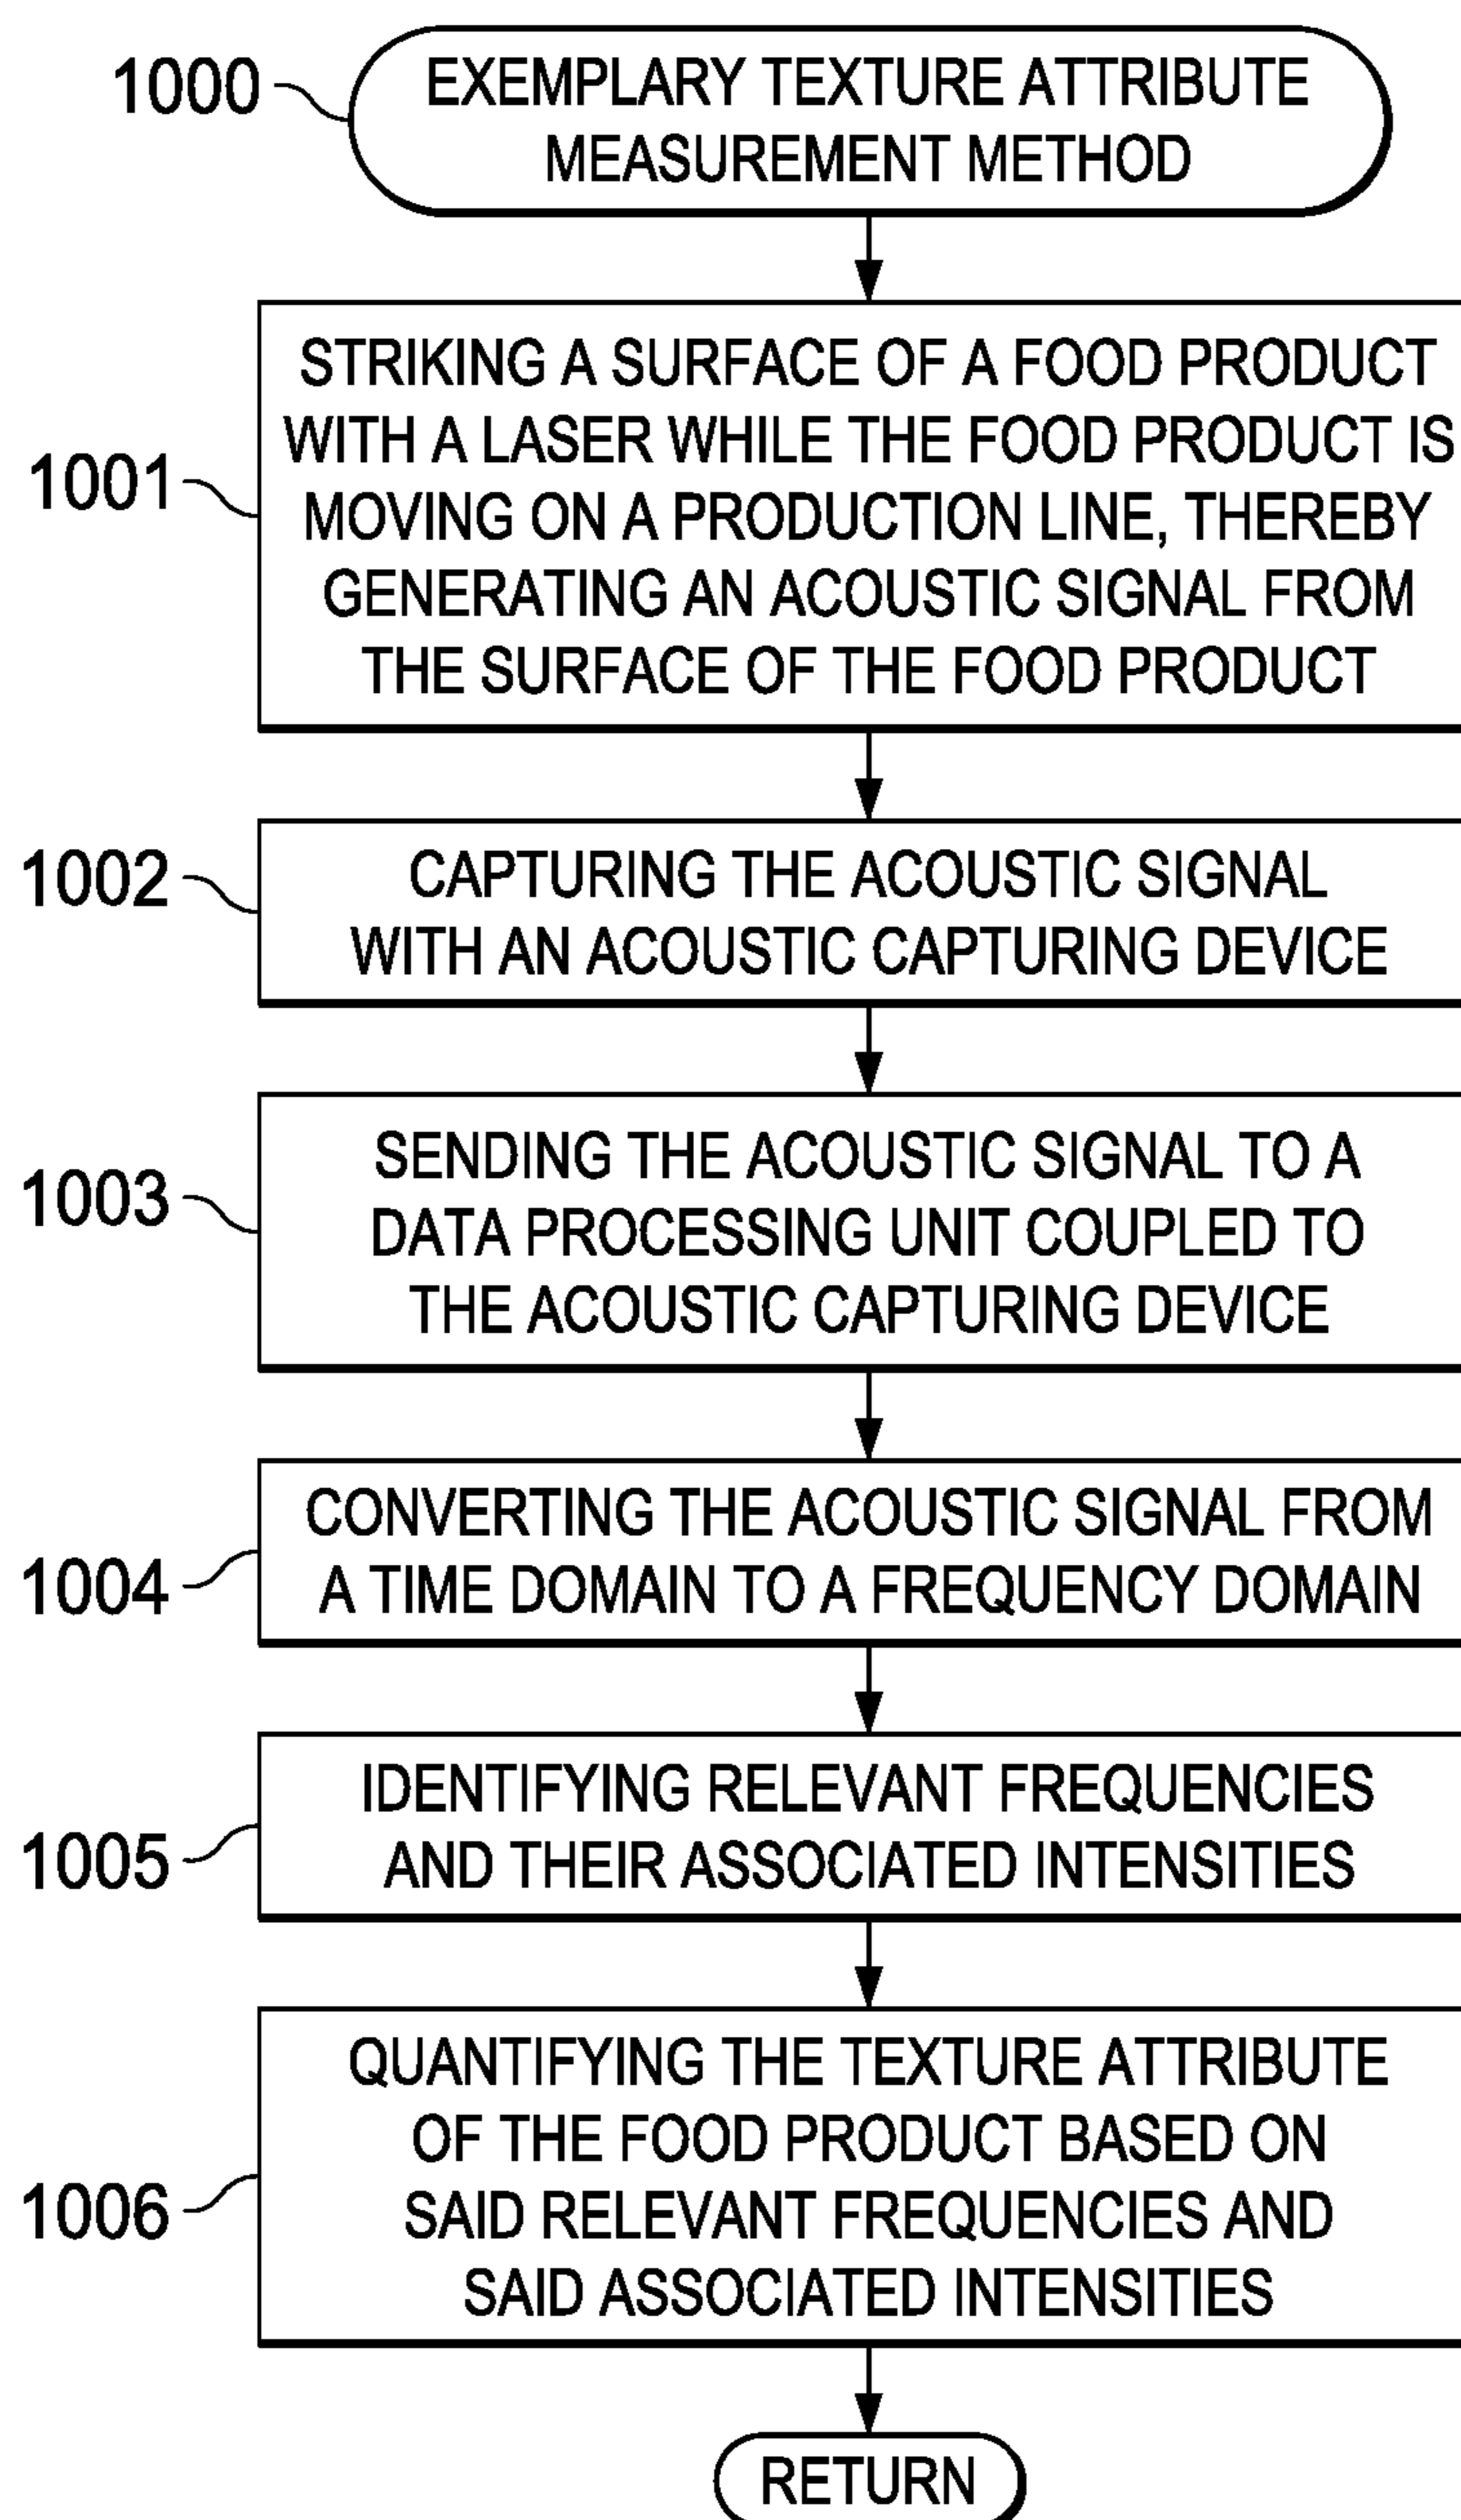 1000
EXEMPLARY TEXTURE ATTRIBUTE
MEASUREMENT METHOD
1001
STRIKING A SURFACE OF A FOOD PRODUCT
WITH A LASER WHILE THE FOOD PRODUCT IS
MOVING ON A PRODUCTION LINE, THEREBY
GENERATING AN ACOUSTIC SIGNAL FROM
THE SURFACE OF THE FOOD PRODUCT
1002
CAPTURING THE ACOUSTIC SIGNAL
WITH AN ACOUSTIC CAPTURING DEVICE
1003
SENDING THE ACOUSTIC SIGNAL TO A
DATA PROCESSING UNIT COUPLED TO
THE ACOUSTIC CAPTURING DEVICE
1004
CONVERTING THE ACOUSTIC SIGNAL FROM
A TIME DOMAIN TO A FREQUENCY DOMAIN
1005
IDENTIFYING RELEVANT FREQUENCIES
AND THEIR ASSOCIATED INTENSITIES
1006
QUANTIFYING THE TEXTURE ATTRIBUTE
OF THE FOOD PRODUCT BASED ON
SAID RELEVANT FREQUENCIES AND
SAID ASSOCIATED INTENSITIES
RETURN